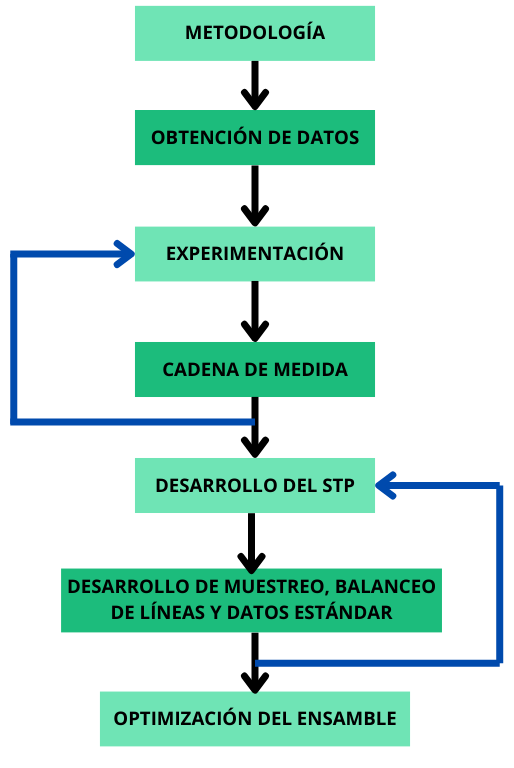 METODOLOGÍA
OBTENCIÓN DE DATOS
EXPERIMENTACIÓN
CADENA DE MEDIDA
DESARROLLO DEL STP
DESARROLLO DE MUESTREO, BALANCEO
DE LÍNEAS Y DATOS ESTÁNDAR
OPTIMIZACIÓN DEL ENSAMBLE